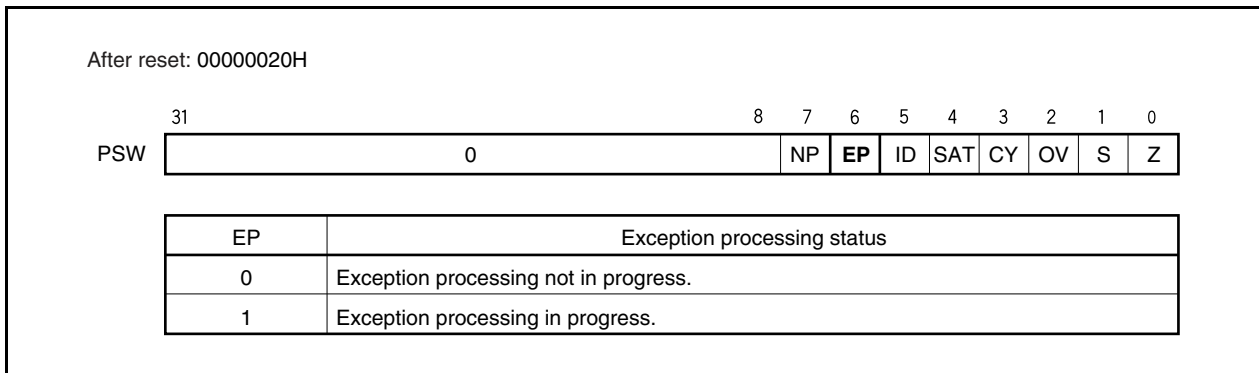 After reset: 00000020H
31 8 7 6 5 4 3 2 1 0
PSW 0 NP EP ID SAT CY OV S Z
EP Exception processing status
0 Exception processing not in progress.
1 Exception processing in progress.